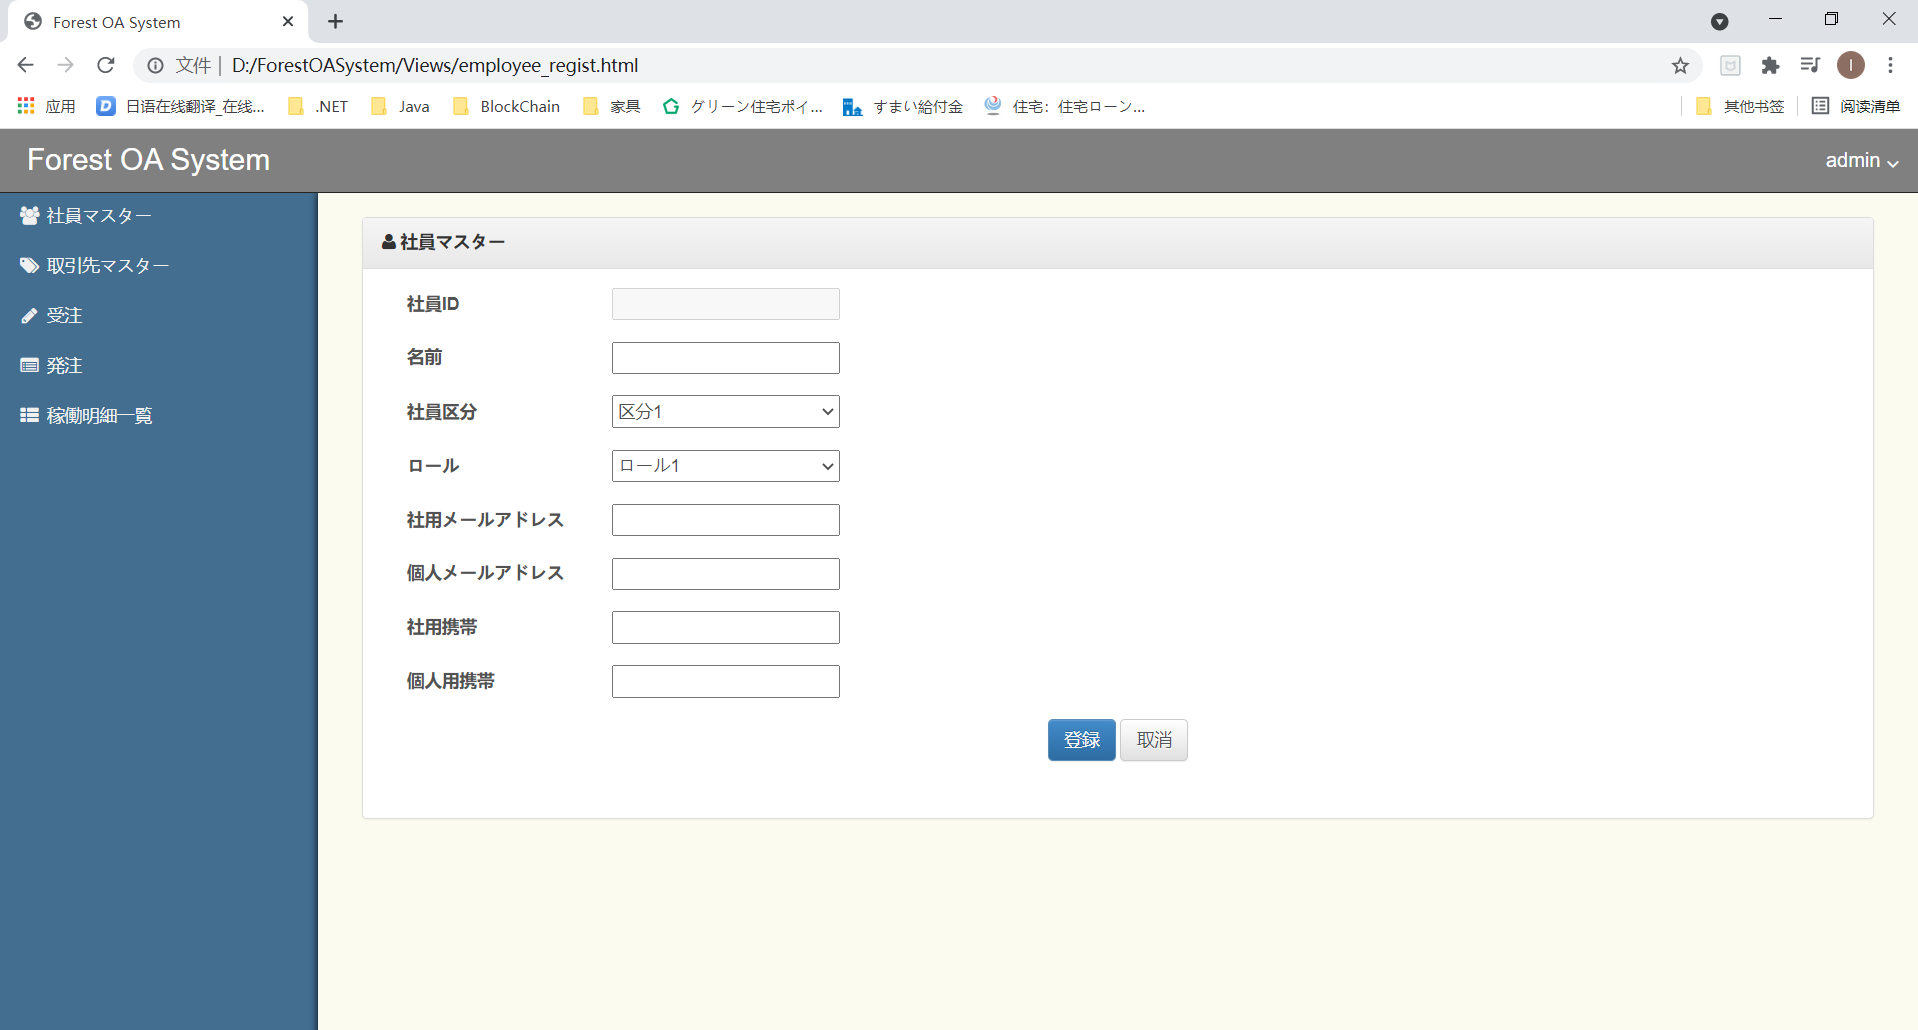 Forest OA System
文件 | D:/ForestOASystem/Views/employee_regist.html
I
应用 日语在线翻译_在线... .NET Java BlockChain 家具 グリーン住宅ポイ... すまい給付金 住宅：住宅ローン... 其他书签 阅读清单
Forest OA System admin
社員マスター
取引先マスター
受注
発注
稼働明細一覧
社員マスター
社員ID
名前
社員区分 区分1
ロール ロール1
社用メールアドレス
個人メールアドレス
社用携帯
個人用携帯
登録 取消